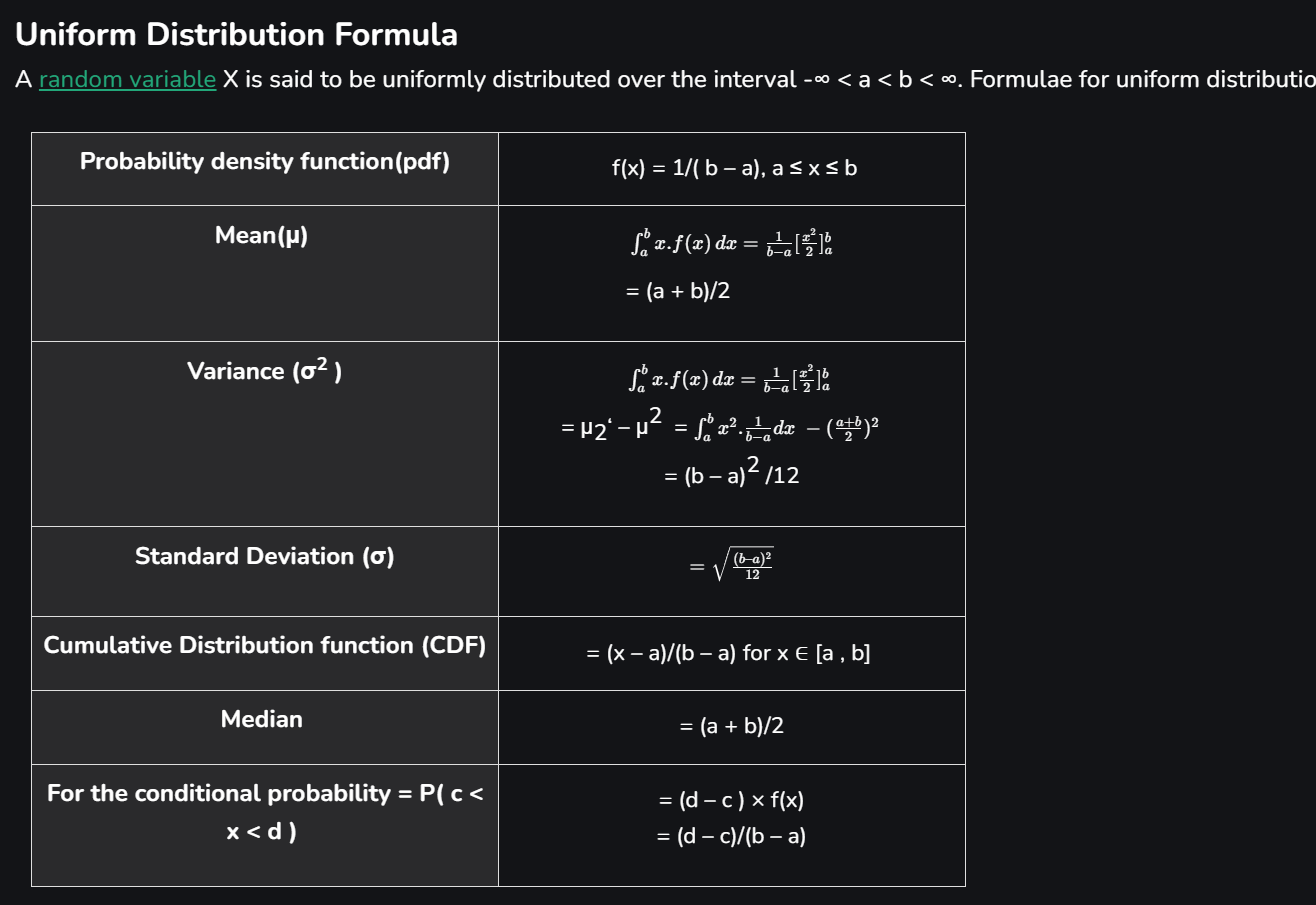 Uniform Distribution Formula
A random variable X is said to be uniformly distributed over the interval -∞ < a < b < ∞. Formulae for uniform distributio
Probability density function(pdf)
f(x) = 1/( b – a), a ≤ x ≤ b
Mean(μ)
∫ₐᵇ x.f(x) dx = 1/(b−a) [x²/2]ₐᵇ
= (a + b)/2
Variance (σ² )
∫ₐᵇ x.f(x) dx = 1/(b−a) [x²/2]ₐᵇ
= μ₂‘ – μ² = ∫ₐᵇ x². 1/(b−a) dx − ((a+b)/2)²
= (b – a)² /12
Standard Deviation (σ)
= √((b−a)²/12)
Cumulative Distribution function (CDF)
= (x – a)/(b – a) for x ∈ [a , b]
Median
= (a + b)/2
For the conditional probability = P( c <
x < d )
= (d – c ) × f(x)
= (d – c)/(b – a)